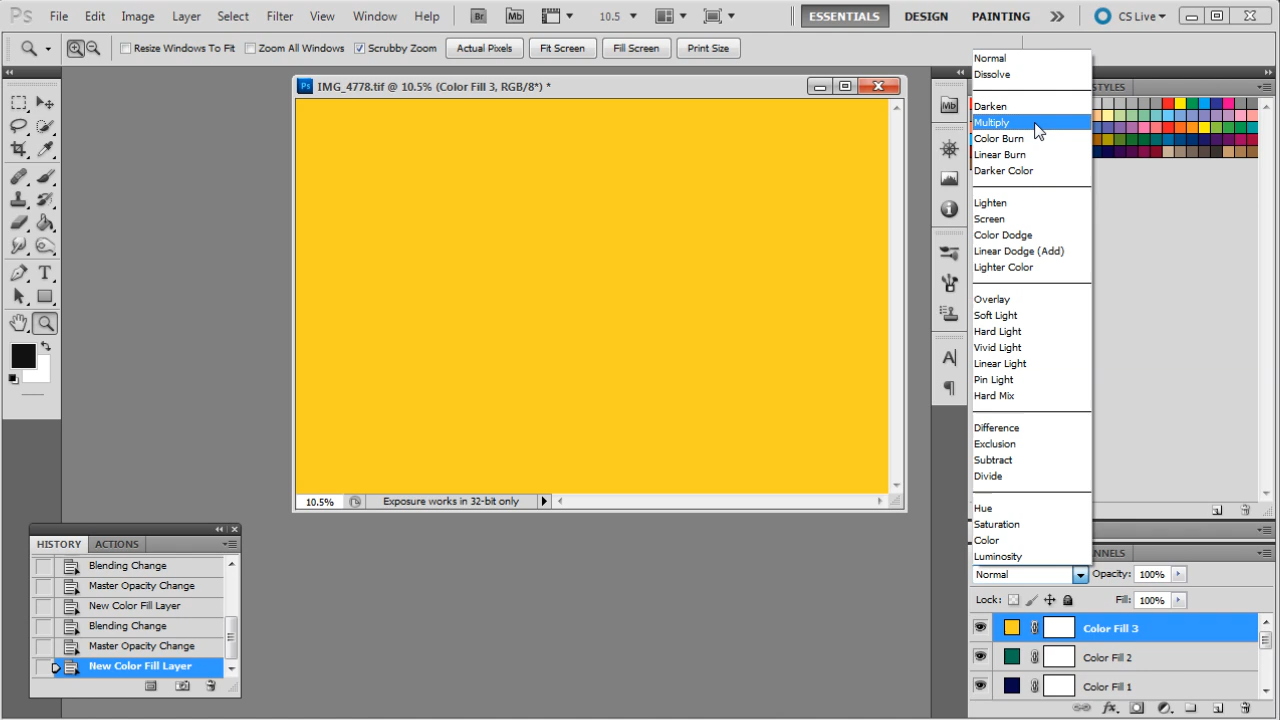 Ps File Edit Image Layer Select Filter View Window Help Br Mb 10.5 ESSENTIALS DESIGN PAINTING CS Live
Resize Windows To Fit Zoom All Windows Scrubby Zoom Actual Pixels Fit Screen Fill Screen Print Size
Ps IMG_4778.tif @ 10.5% (Color Fill 3, RGB/8*) *
STYLES
Mb
Normal
Dissolve
Darken
Multiply
Color Burn
Linear Burn
Darker Color
Lighten
Screen
Color Dodge
Linear Dodge (Add)
Lighter Color
Overlay
Soft Light
Hard Light
Vivid Light
Linear Light
Pin Light
Hard Mix
Difference
Exclusion
Subtract
Divide
Hue
Saturation
Color
Luminosity
10.5% Exposure works in 32-bit only
HISTORY ACTIONS
Blending Change
Master Opacity Change
New Color Fill Layer
Blending Change
Master Opacity Change
New Color Fill Layer
NNELS
Normal Opacity: 100%
Lock: Fill: 100%
Color Fill 3
Color Fill 2
Color Fill 1